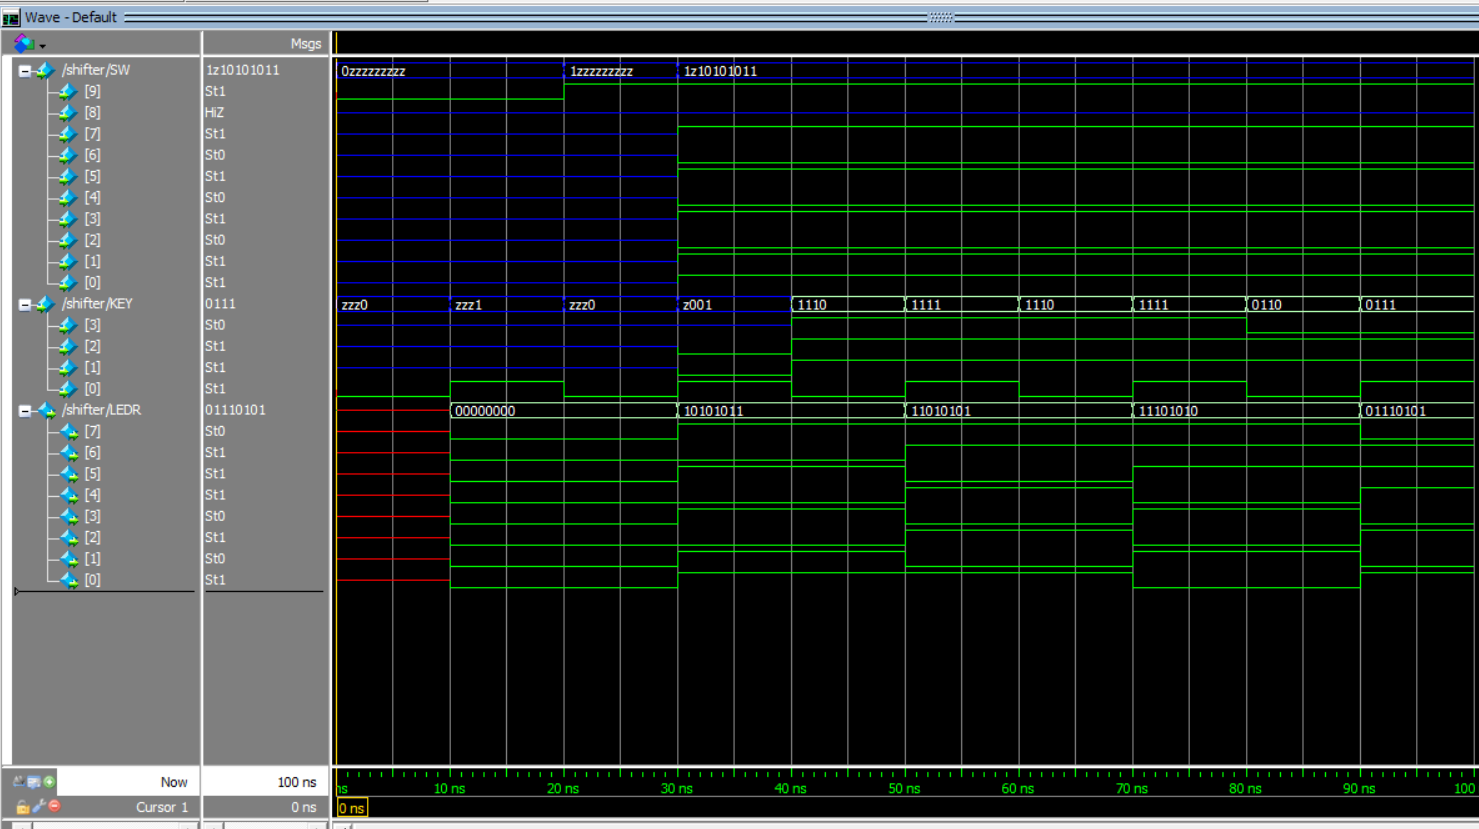 Wave - Default
Msgs
/shifter/SW 1z10101011 0zzzzzzzzz 1zzzzzzzzz 1z10101011
[9] St1
[8] HiZ
[7] St1
[6] St0
[5] St1
[4] St0
[3] St1
[2] St0
[1] St1
[0] St1
/shifter/KEY 0111 zzz0 zzz1 zzz0 z001 1110 1111 1110 1111 0110 0111
[3] St0
[2] St1
[1] St1
[0] St1
/shifter/LEDR 01110101 00000000 10101011 11010101 11101010 01110101
[7] St0
[6] St1
[5] St1
[4] St1
[3] St0
[2] St1
[1] St0
[0] St1
Now 100 ns ns 10 ns 20 ns 30 ns 40 ns 50 ns 60 ns 70 ns 80 ns 90 ns 100
Cursor 1 0 ns 0 ns